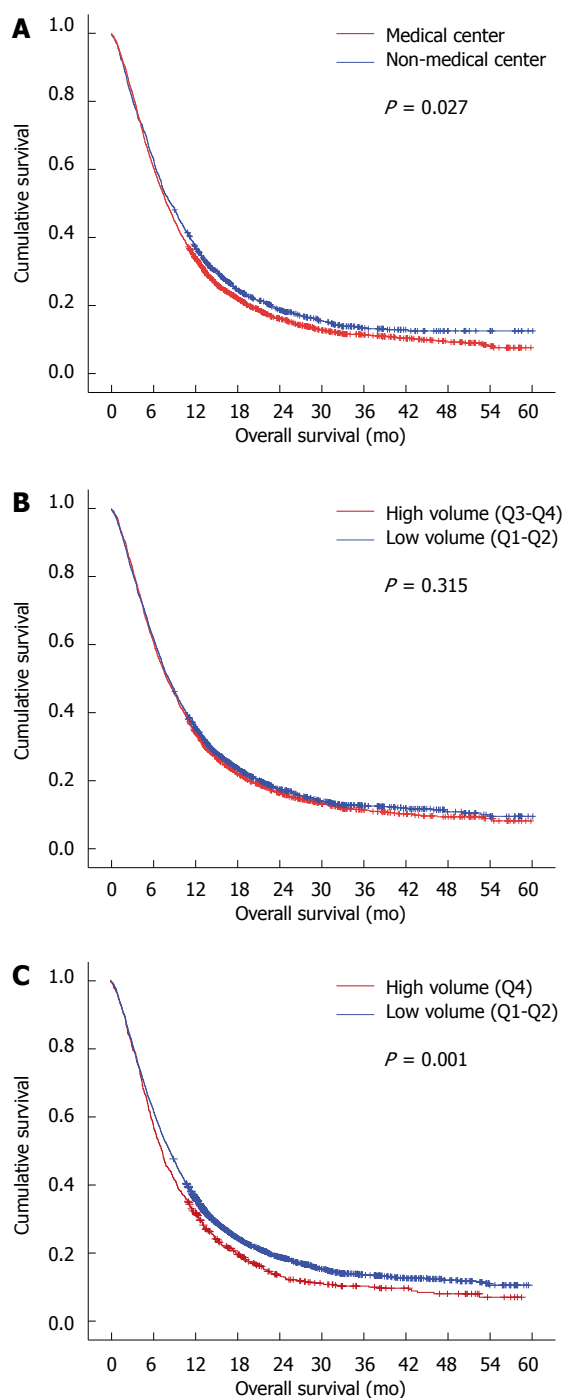 A
Medical center
Non-medical center
P = 0.027
Cumulative survival
1.0
0.8
0.6
0.4
0.2
0.0
0 6 12 18 24 30 36 42 48 54 60
Overall survival (mo)
B
High volume (Q3-Q4)
Low volume (Q1-Q2)
P = 0.315
Cumulative survival
1.0
0.8
0.6
0.4
0.2
0.0
0 6 12 18 24 30 36 42 48 54 60
Overall survival (mo)
C
High volume (Q4)
Low volume (Q1-Q2)
P = 0.001
Cumulative survival
1.0
0.8
0.6
0.4
0.2
0.0
0 6 12 18 24 30 36 42 48 54 60
Overall survival (mo)